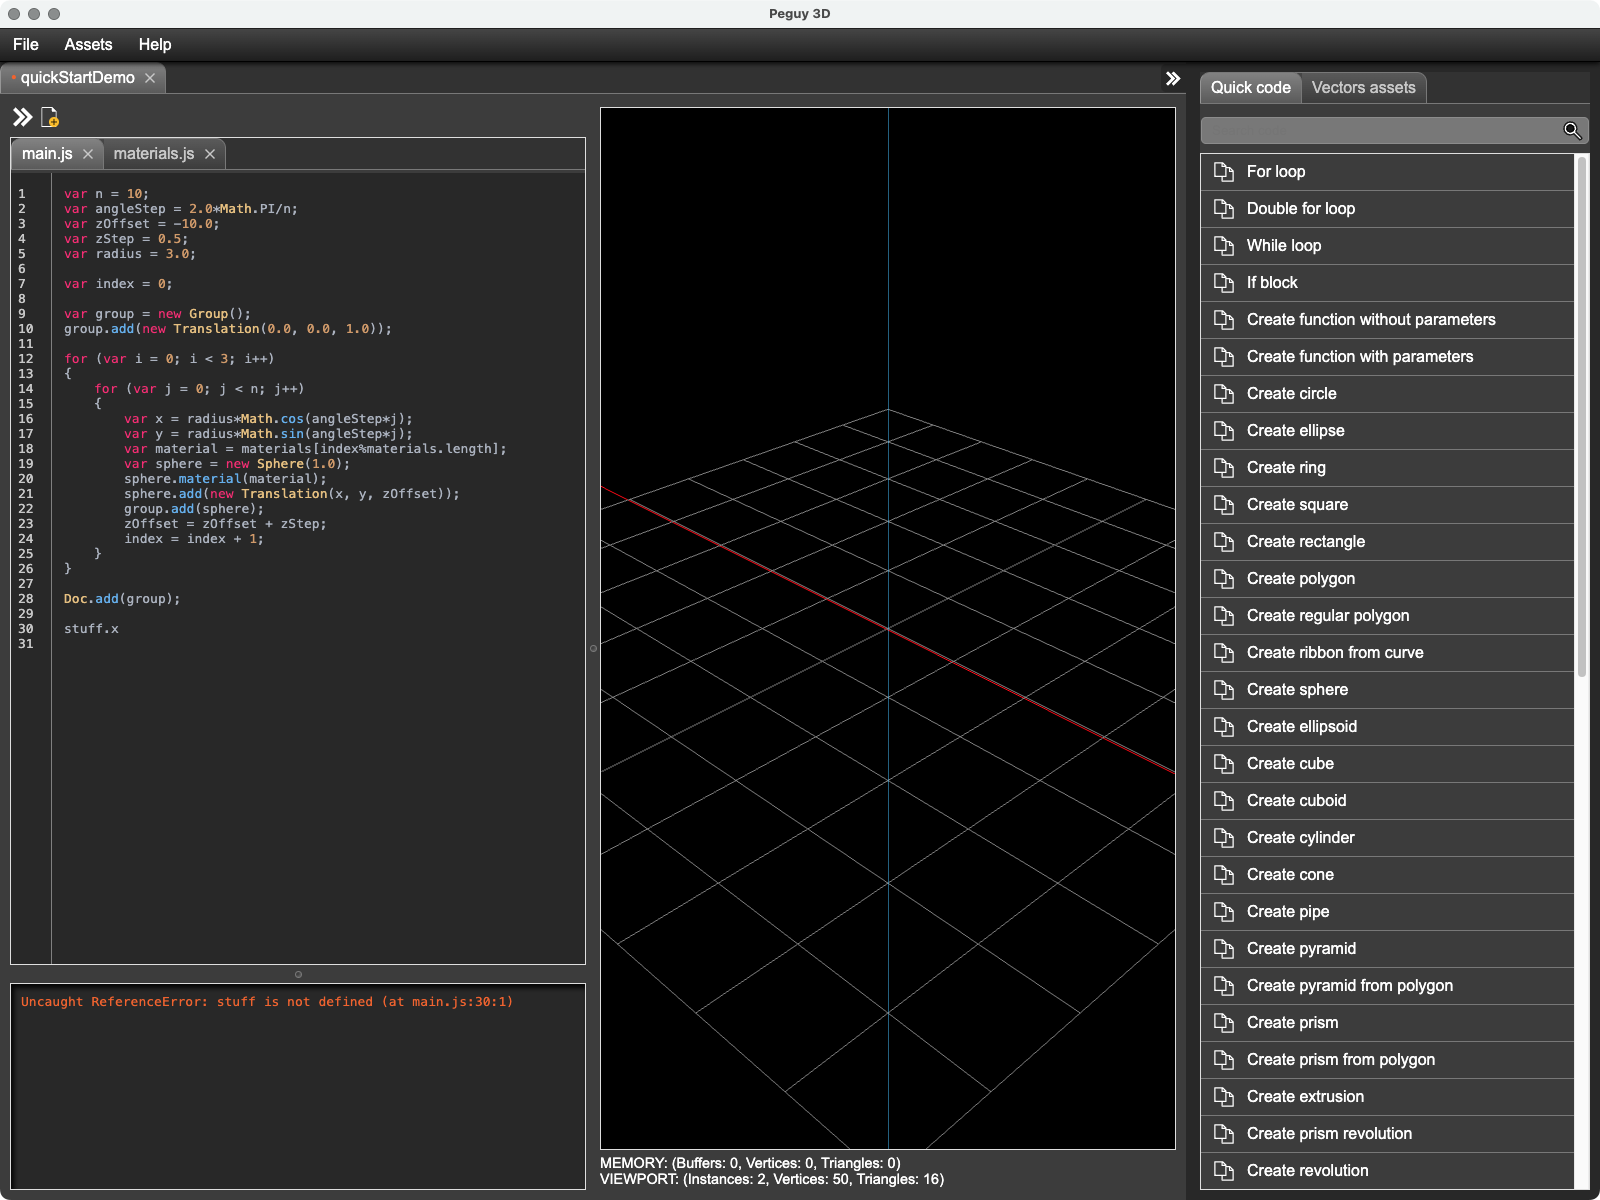 Peguy 3D
File Assets Help
quickStartDemo
main.js materials.js
1 var n = 10;
2 var angleStep = 2.0*Math.PI/n;
3 var zOffset = -10.0;
4 var zStep = 0.5;
5 var radius = 3.0;
6
7 var index = 0;
8
9 var group = new Group();
10 group.add(new Translation(0.0, 0.0, 1.0));
11
12 for (var i = 0; i < 3; i++)
13 {
14     for (var j = 0; j < n; j++)
15     {
16         var x = radius*Math.cos(angleStep*j);
17         var y = radius*Math.sin(angleStep*j);
18         var material = materials[index%materials.length];
19         var sphere = new Sphere(1.0);
20         sphere.material(material);
21         sphere.add(new Translation(x, y, zOffset));
22         group.add(sphere);
23         zOffset = zOffset + zStep;
24         index = index + 1;
25     }
26 }
27
28 Doc.add(group);
29
30 stuff.x
31
Uncaught ReferenceError: stuff is not defined (at main.js:30:1)
MEMORY: (Buffers: 0, Vertices: 0, Triangles: 0)
VIEWPORT: (Instances: 2, Vertices: 50, Triangles: 16)
Quick code Vectors assets
For loop
Double for loop
While loop
If block
Create function without parameters
Create function with parameters
Create circle
Create ellipse
Create ring
Create square
Create rectangle
Create polygon
Create regular polygon
Create ribbon from curve
Create sphere
Create ellipsoid
Create cube
Create cuboid
Create cylinder
Create cone
Create pipe
Create pyramid
Create pyramid from polygon
Create prism
Create prism from polygon
Create extrusion
Create prism revolution
Create revolution